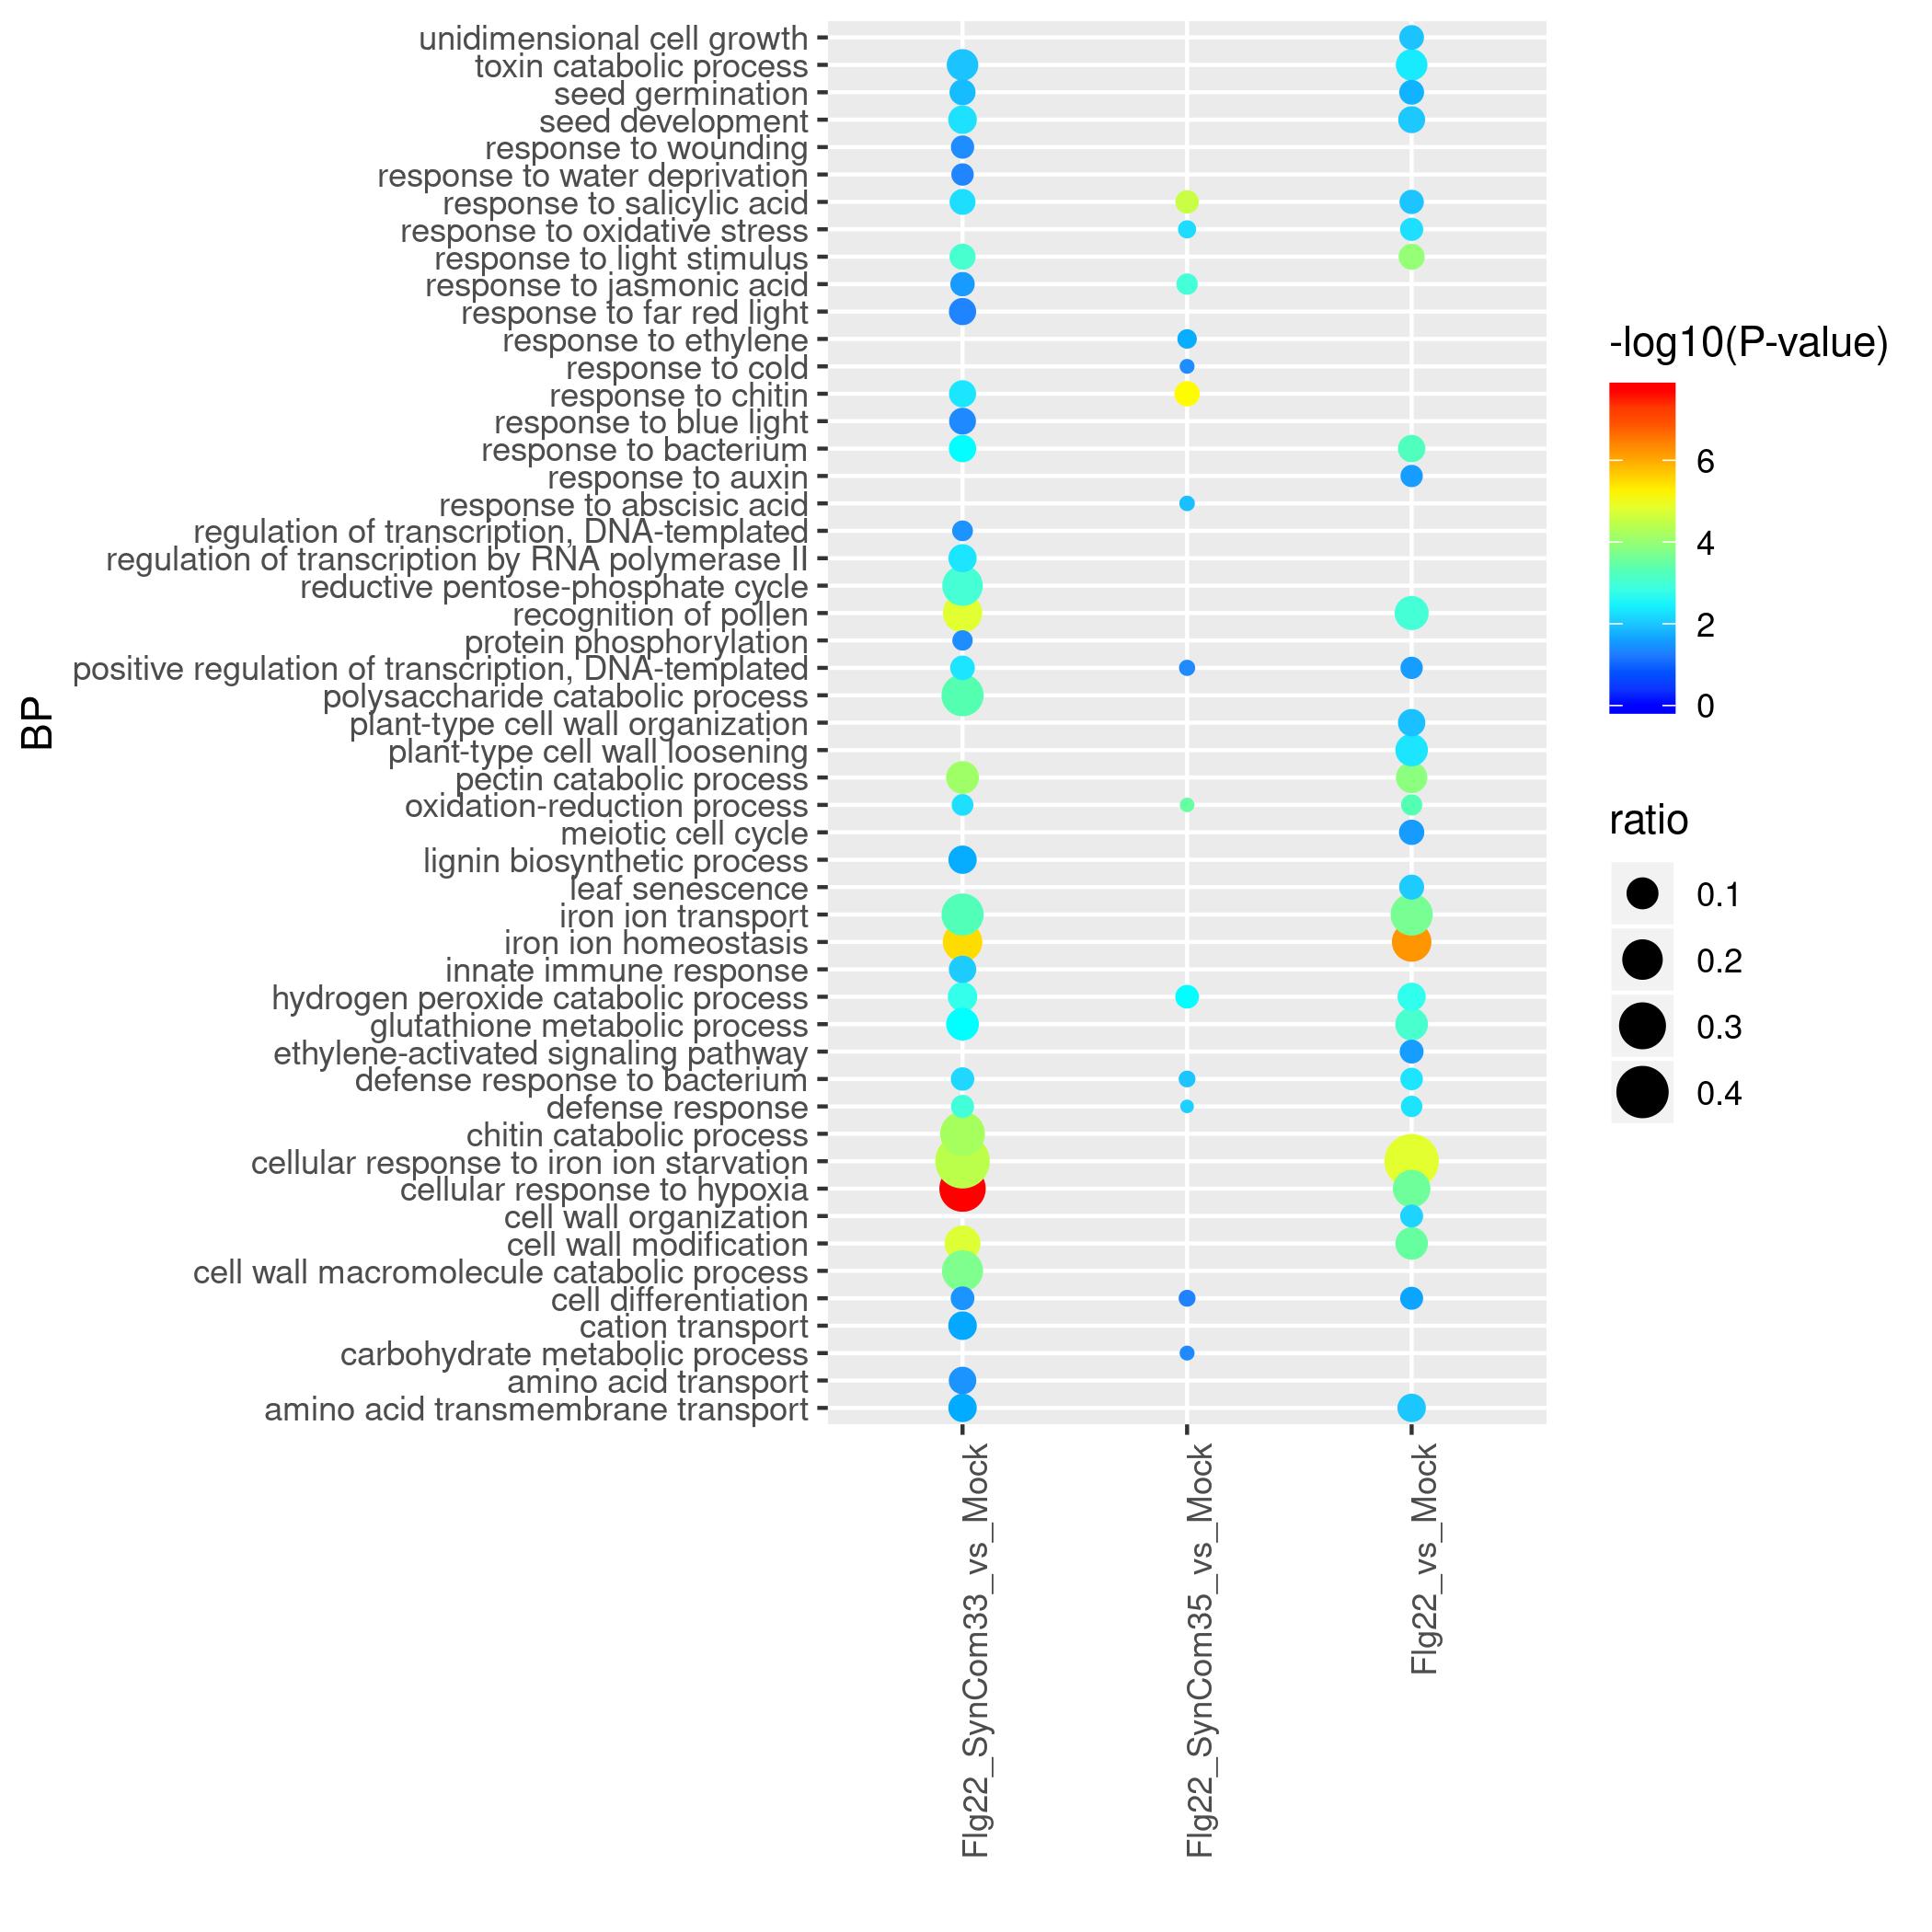 unidimensional cell growth
toxin catabolic process
seed germination
seed development
response to wounding
response to water deprivation
response to salicylic acid
response to oxidative stress
response to light stimulus
response to jasmonic acid
response to far red light
response to ethylene
response to cold
response to chitin
response to blue light
response to bacterium
response to auxin
response to abscisic acid
regulation of transcription, DNA-templated
regulation of transcription by RNA polymerase II
reductive pentose-phosphate cycle
recognition of pollen
protein phosphorylation
positive regulation of transcription, DNA-templated
polysaccharide catabolic process
plant-type cell wall organization
plant-type cell wall loosening
pectin catabolic process
oxidation-reduction process
meiotic cell cycle
lignin biosynthetic process
leaf senescence
iron ion transport
iron ion homeostasis
innate immune response
hydrogen peroxide catabolic process
glutathione metabolic process
ethylene-activated signaling pathway
defense response to bacterium
defense response
chitin catabolic process
cellular response to iron ion starvation
cellular response to hypoxia
cell wall organization
cell wall modification
cell wall macromolecule catabolic process
cell differentiation
cation transport
carbohydrate metabolic process
amino acid transport
amino acid transmembrane transport
BP
Flg22_SynCom33_vs_Mock
Flg22_SynCom35_vs_Mock
Flg22_vs_Mock
-log10(P-value)
6
4
2
0
ratio
0.1
0.2
0.3
0.4